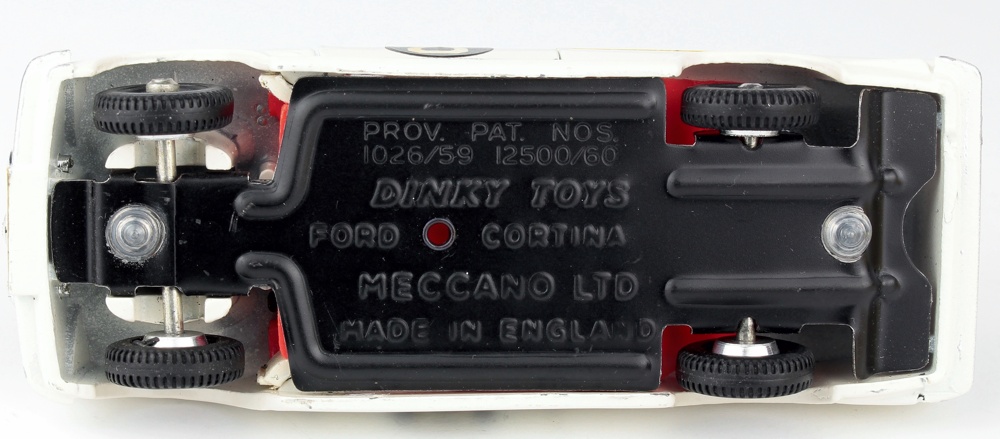 PROV. PAT. NOS.
1026/59 12500/60
DINKY TOYS
FORD CORTINA
MECCANO LTD
MADE IN ENGLAND